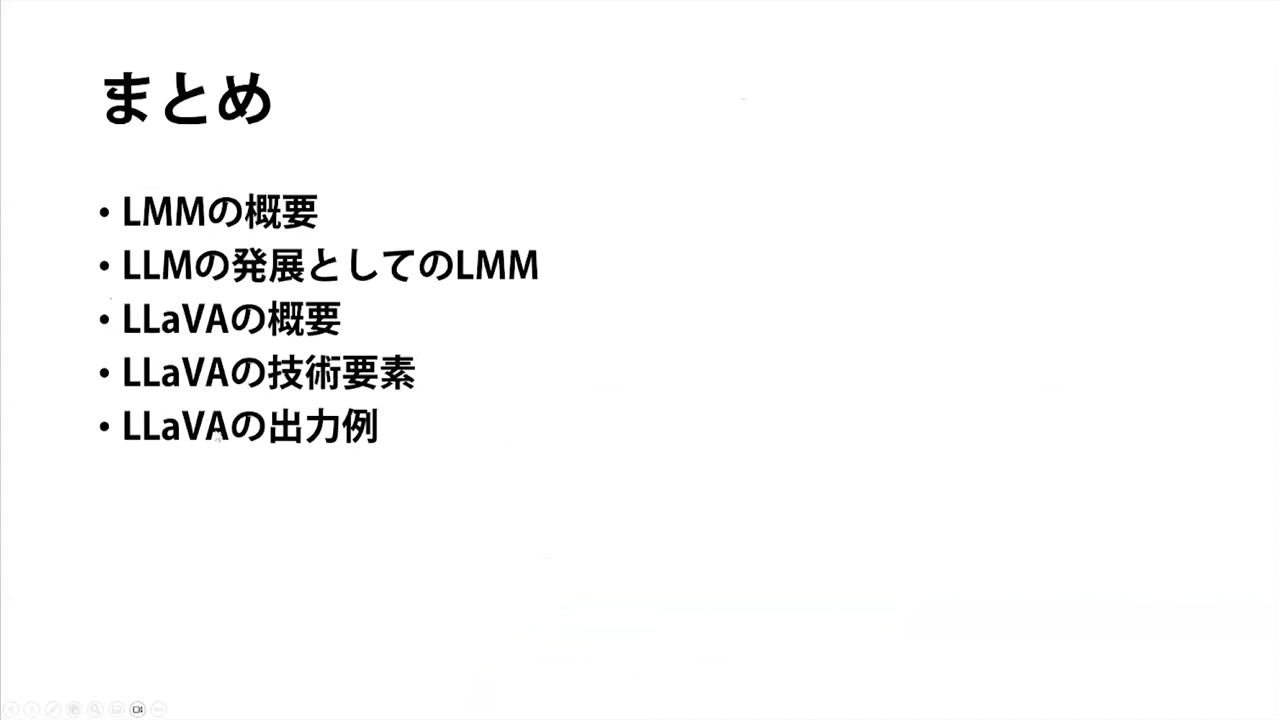 まとめ
• LMMの概要
• LLMの発展としてのLMM
• LLaVAの概要
• LLaVAの技術要素
• LLaVAの出力例